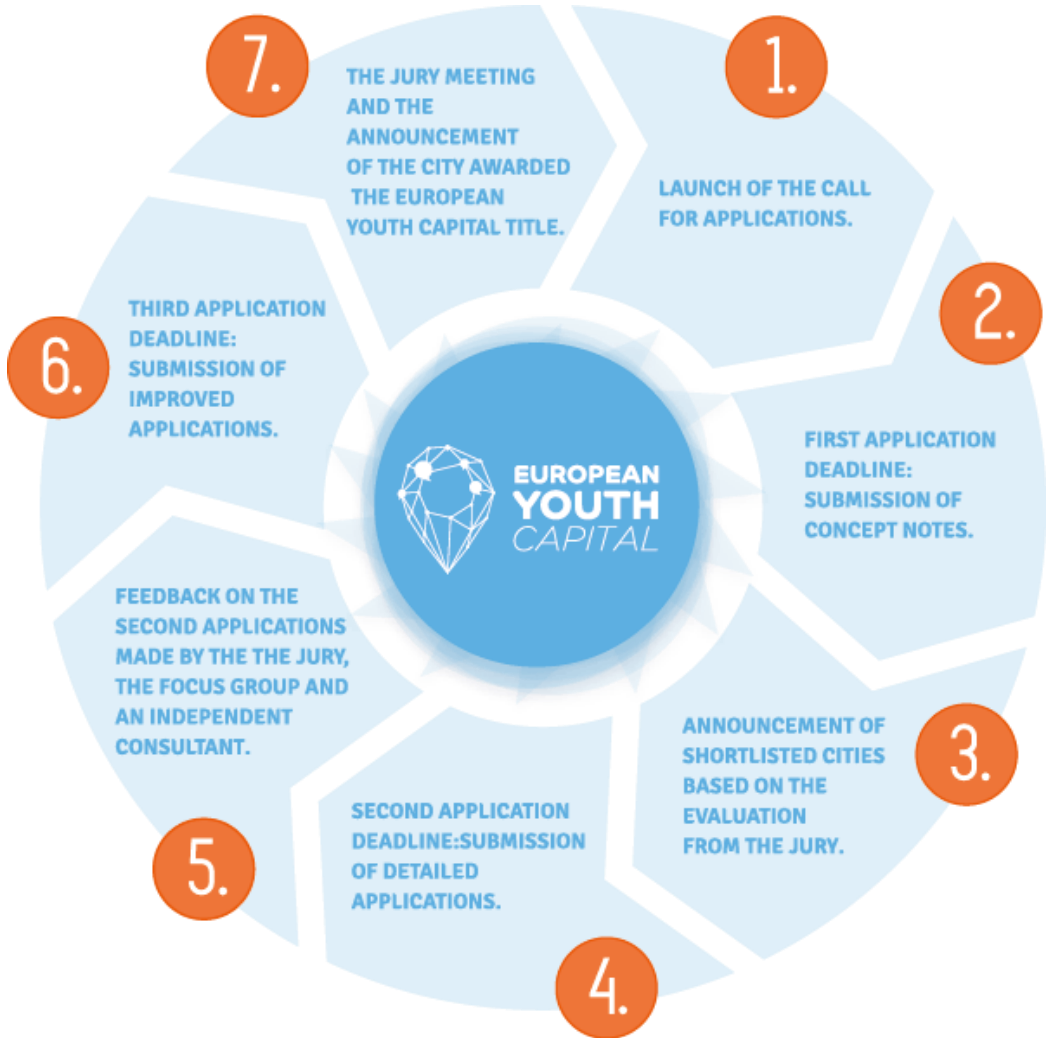 1.
LAUNCH OF THE CALL
FOR APPLICATIONS.
2.
FIRST APPLICATION
DEADLINE:
SUBMISSION OF
CONCEPT NOTES.
3.
ANNOUNCEMENT OF
SHORTLISTED CITIES
BASED ON THE
EVALUATION
FROM THE JURY.
4.
SECOND APPLICATION
DEADLINE:SUBMISSION
OF DETAILED
APPLICATIONS.
5.
FEEDBACK ON THE
SECOND APPLICATIONS
MADE BY THE THE JURY,
THE FOCUS GROUP AND
AN INDEPENDENT
CONSULTANT.
6.
THIRD APPLICATION
DEADLINE:
SUBMISSION OF
IMPROVED
APPLICATIONS.
7.
THE JURY MEETING
AND THE
ANNOUNCEMENT
OF THE CITY AWARDED
THE EUROPEAN
YOUTH CAPITAL TITLE.
EUROPEAN
YOUTH
CAPITAL